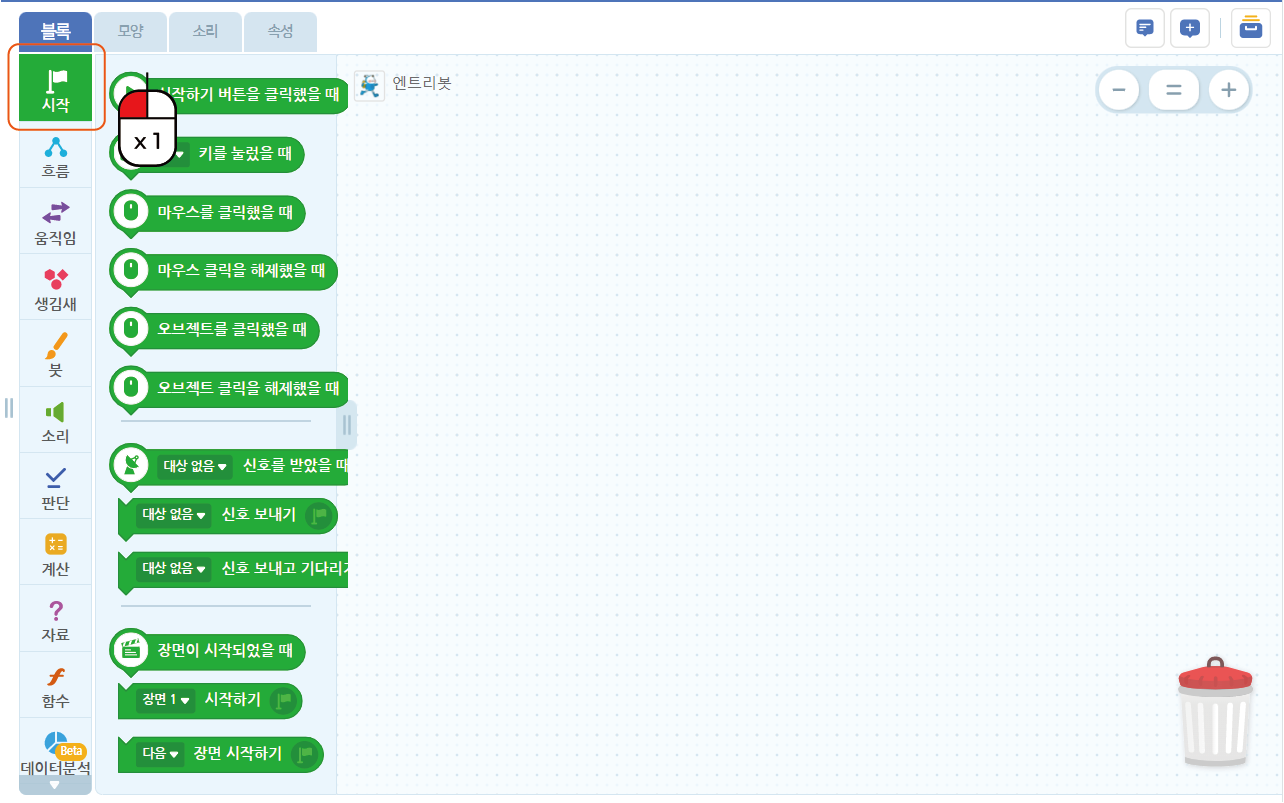 블록
모양
소리
속성
시작
흐름
움직임
생김새
붓
소리
판단
계산
자료
함수
Beta
데이터분석
x 1
시작하기 버튼을 클릭했을 때
키를 눌렀을 때
마우스를 클릭했을 때
마우스 클릭을 해제했을 때
오브젝트를 클릭했을 때
오브젝트 클릭을 해제했을 때
대상 없음 신호를 받았을 때
대상 없음 신호 보내기
대상 없음 신호 보내고 기다리기
장면이 시작되었을 때
장면 1 시작하기
다음 장면 시작하기
엔트리봇